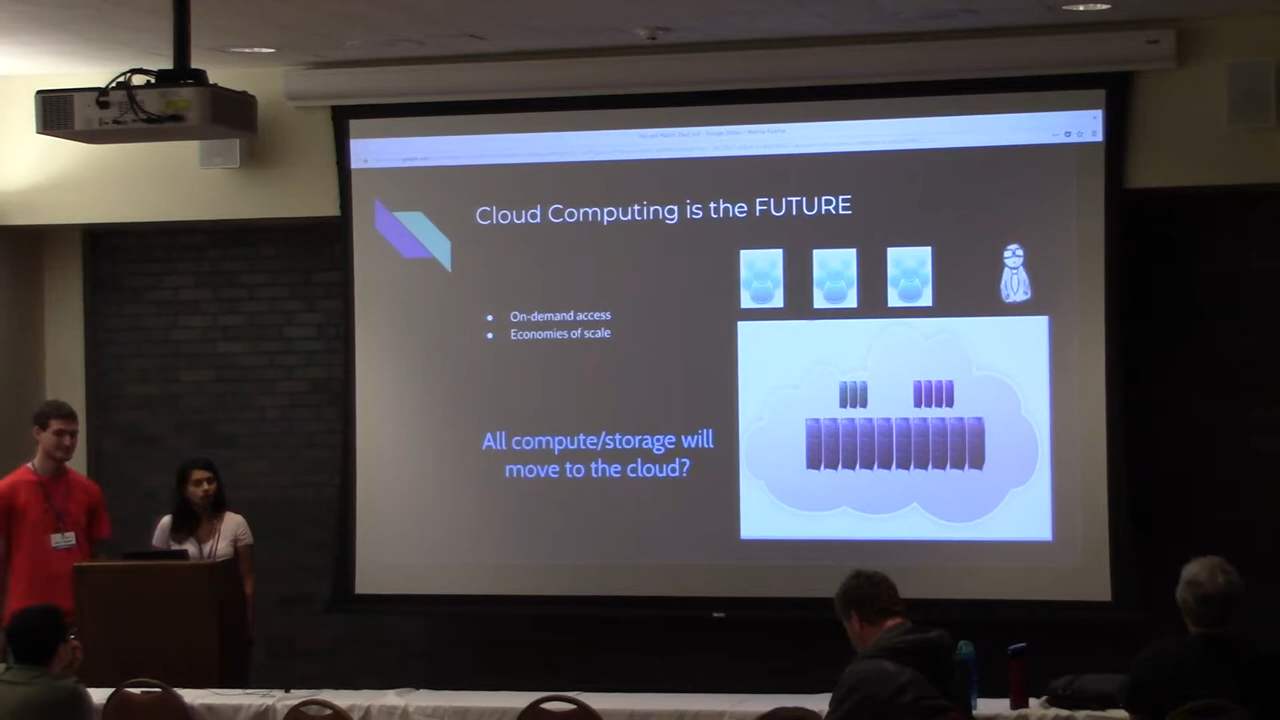 Cloud Computing is the FUTURE
On-demand access
Economies of scale
All compute/storage will
move to the cloud?